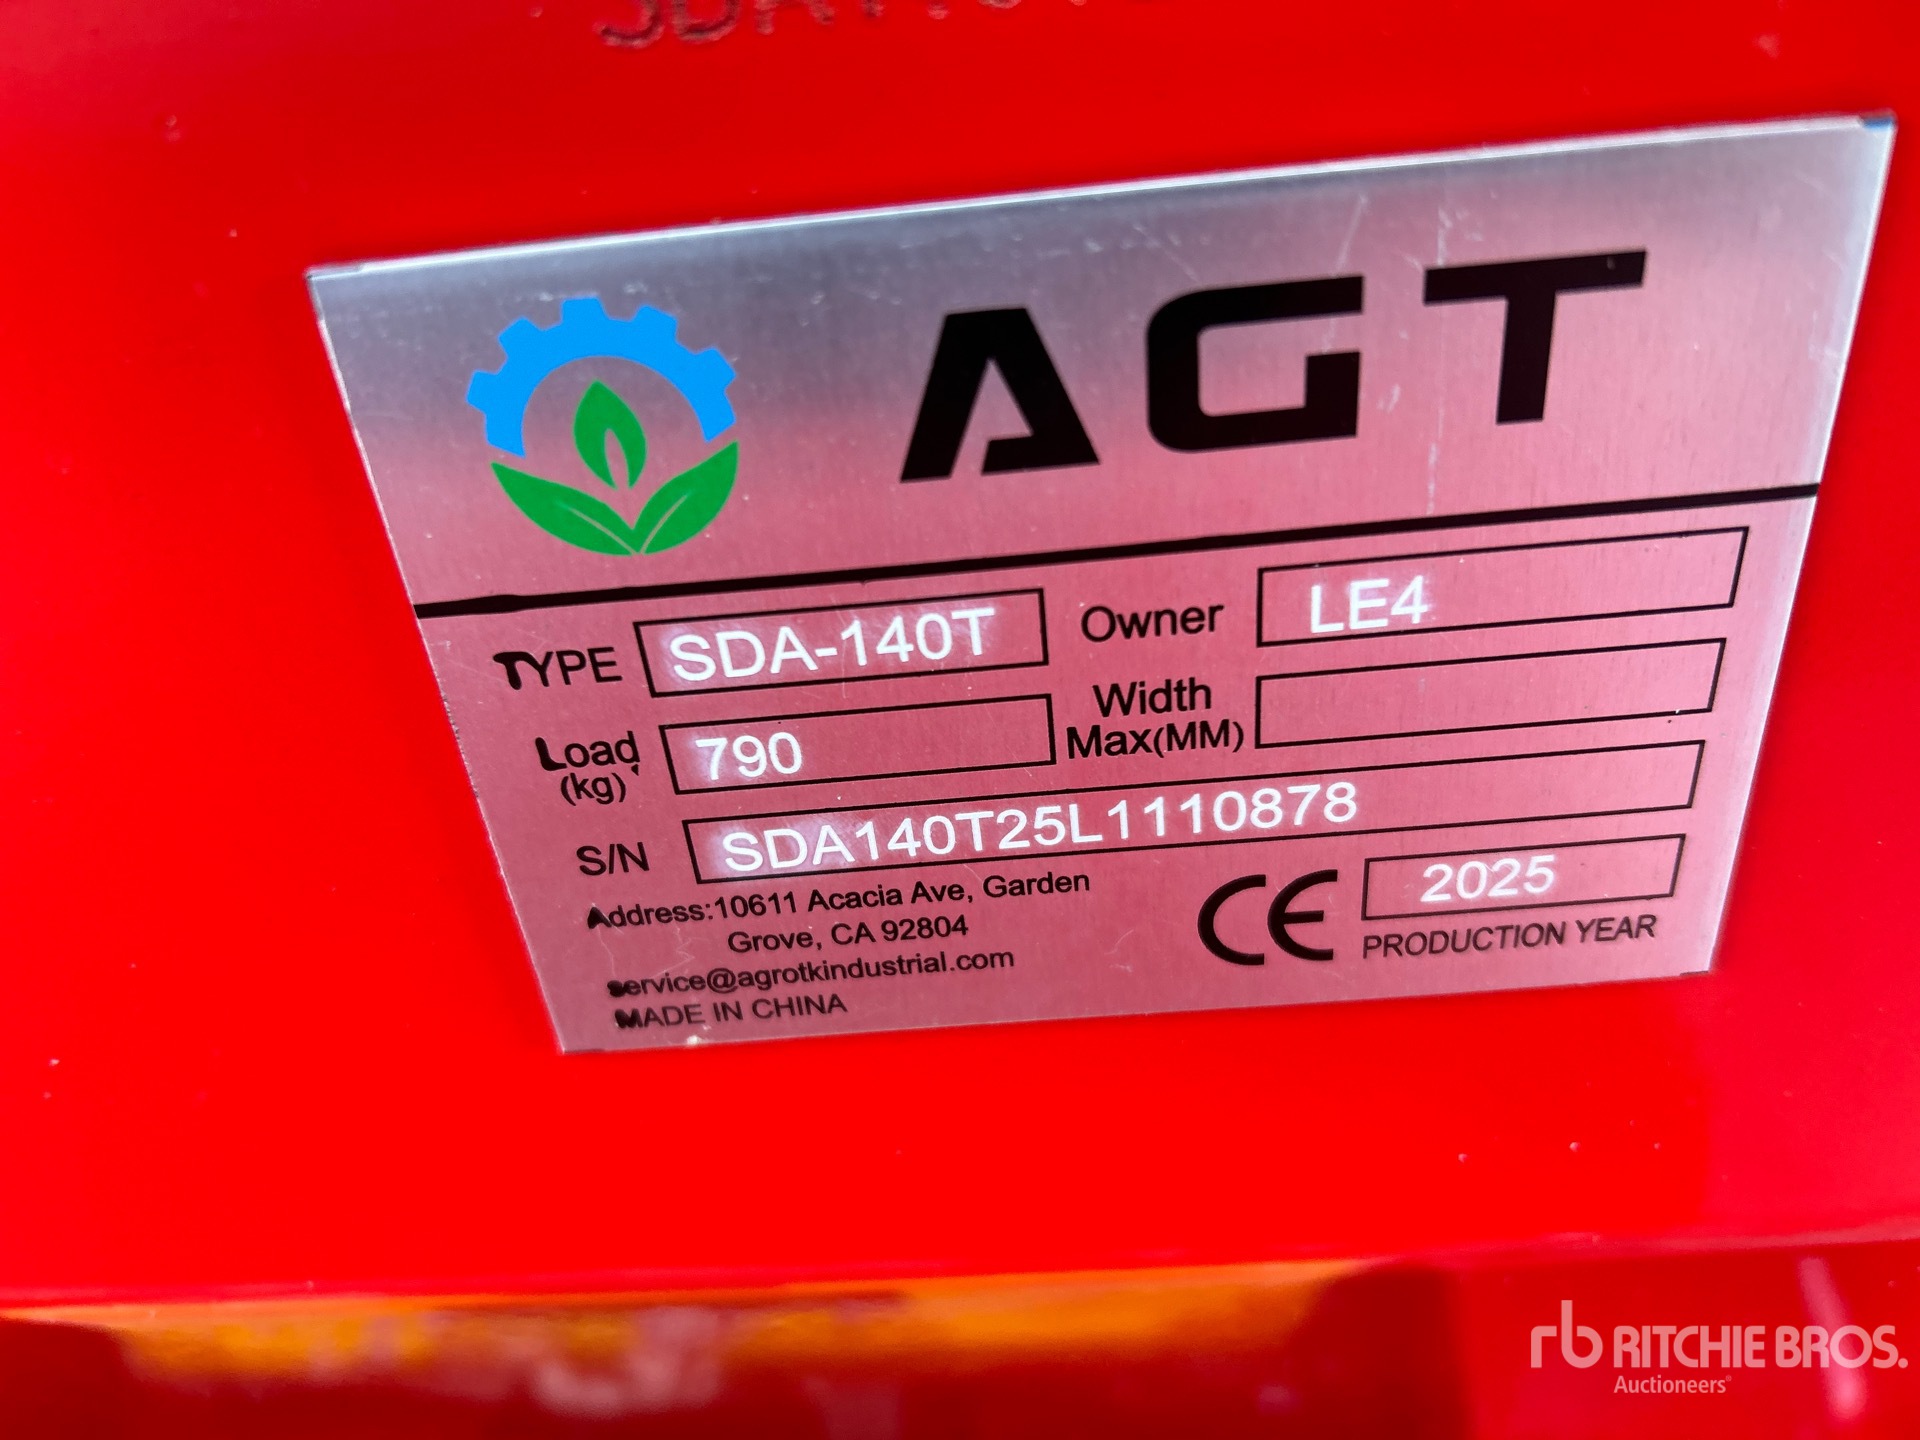 AGT
TYPE SDA-140T Owner LE4
Load (kg) 790 Width Max(MM)
S/N SDA140T25L1110878
Address:10611 Acacia Ave, Garden
Grove, CA 92804
service@agrotkindustrial.com
MADE IN CHINA
CE 2025
PRODUCTION YEAR
rb RITCHIE BROS.
Auctioneers®